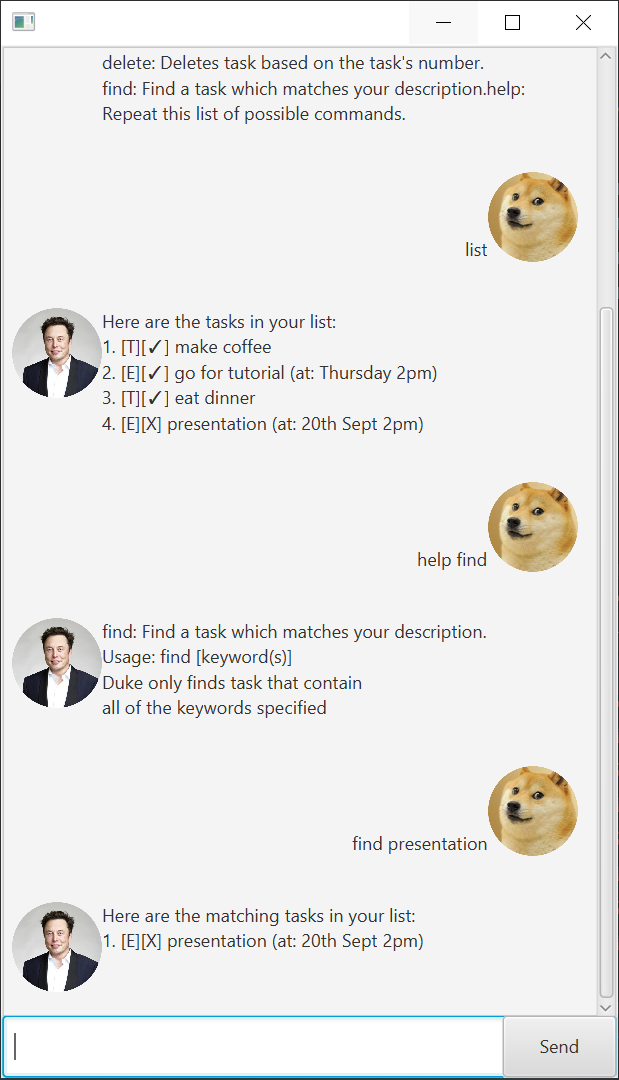 delete: Deletes task based on the task's number.
find: Find a task which matches your description.help:
Repeat this list of possible commands.
list
Here are the tasks in your list:
1. [T][✓] make coffee
2. [E][✓] go for tutorial (at: Thursday 2pm)
3. [T][✓] eat dinner
4. [E][X] presentation (at: 20th Sept 2pm)
help find
find: Find a task which matches your description.
Usage: find [keyword(s)]
Duke only finds task that contain
all of the keywords specified
find presentation
Here are the matching tasks in your list:
1. [E][X] presentation (at: 20th Sept 2pm)
Send